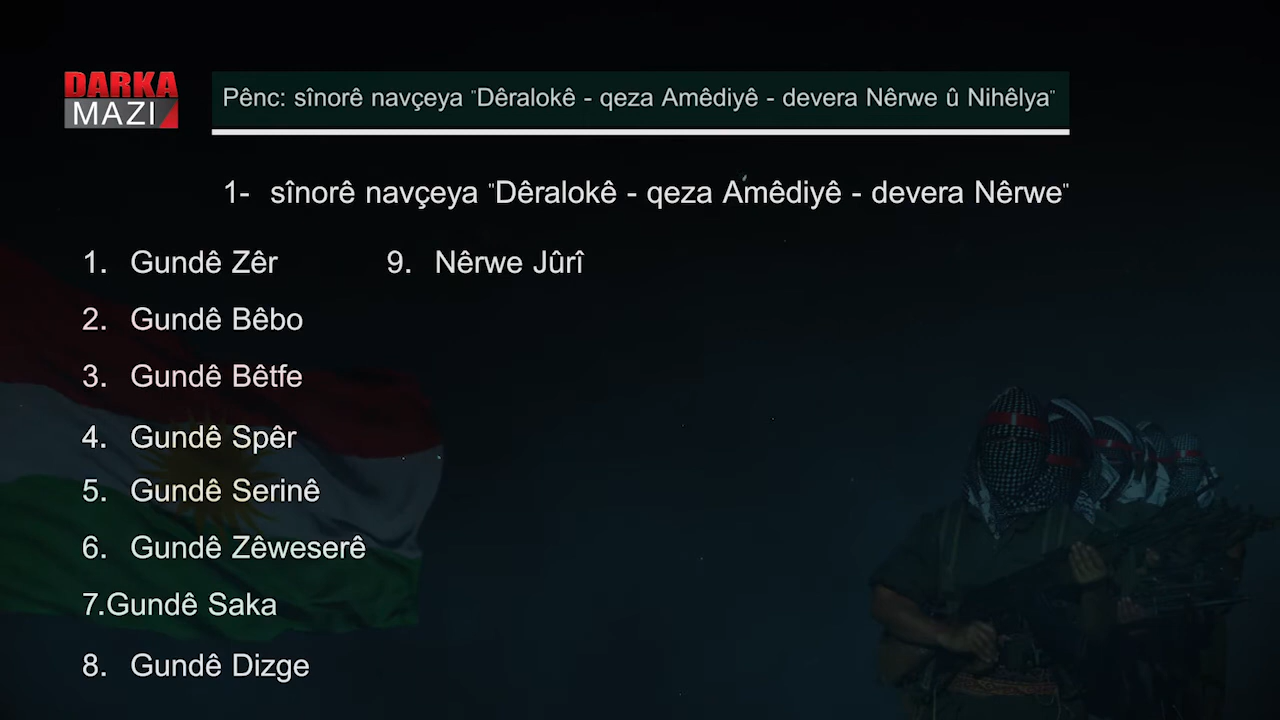 DARKA
MAZI
Pênc: sînorê navçeya "Dêralokê - qeza Amêdiyê - devera Nêrwe û Nihêlya"
1- sînorê navçeya "Dêralokê - qeza Amêdiyê - devera Nêrwe"
1. Gundê Zêr
2. Gundê Bêbo
3. Gundê Bêtfe
4. Gundê Spêr
5. Gundê Serinê
6. Gundê Zêweserê
7.Gundê Saka
8. Gundê Dizge
9. Nêrwe Jûrî